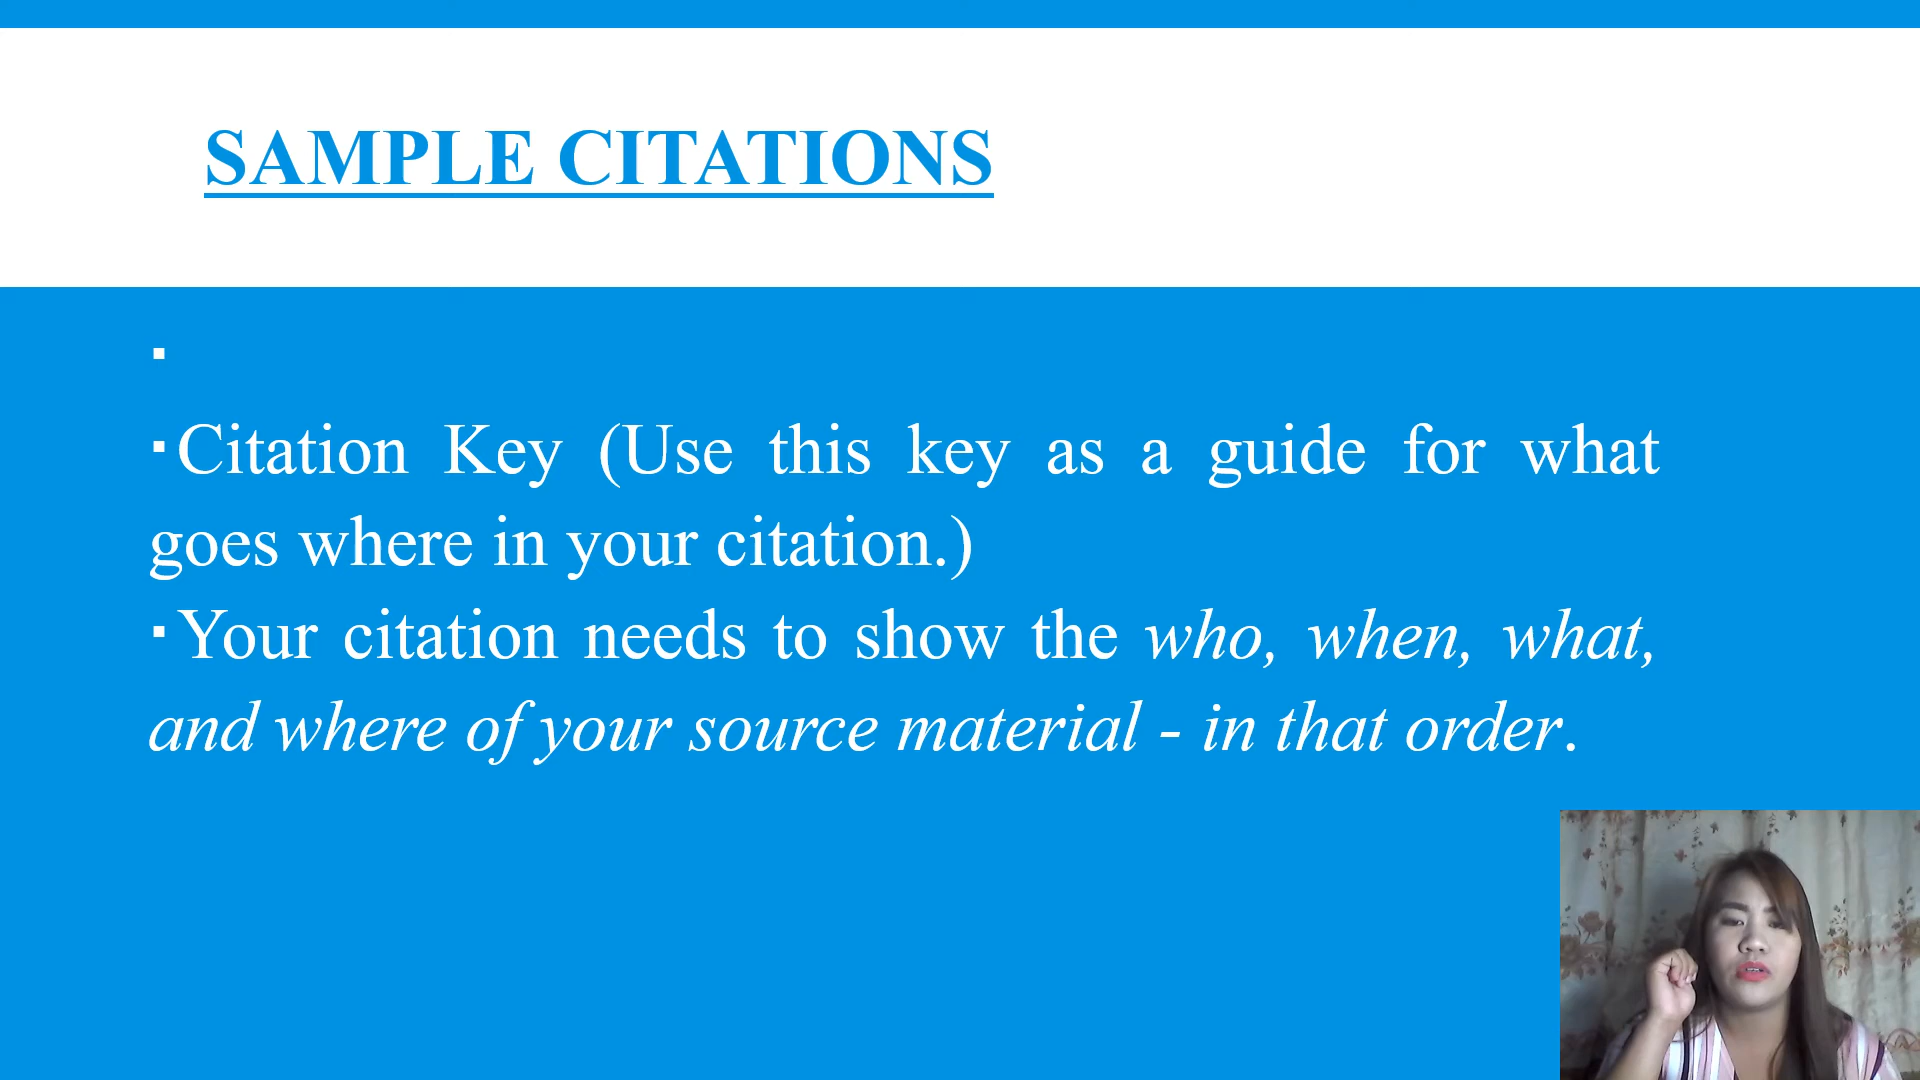 SAMPLE CITATIONS
▪
▪Citation Key (Use this key as a guide for what
goes where in your citation.)
▪Your citation needs to show the who, when, what,
and where of your source material - in that order.